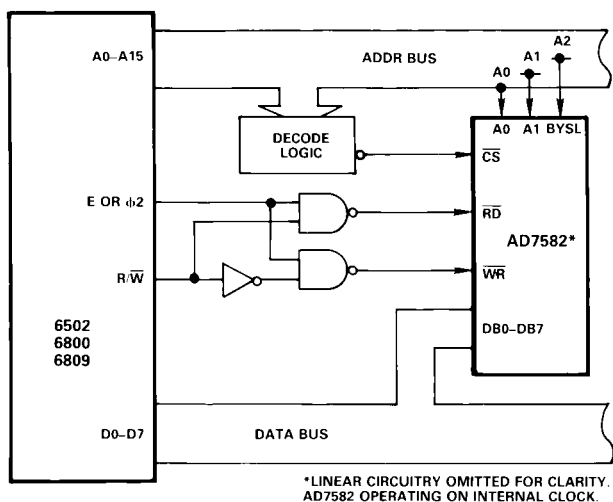 A0–A15
ADDR BUS
A0
A1
A2
DECODE
LOGIC
A0 A1 BYSL
CS
E OR ϕ2
RD
AD7582*
R/W
WR
6502
6800
6809
DB0–DB7
D0–D7
DATA BUS
*LINEAR CIRCUITRY OMITTED FOR CLARITY.
AD7582 OPERATING ON INTERNAL CLOCK.